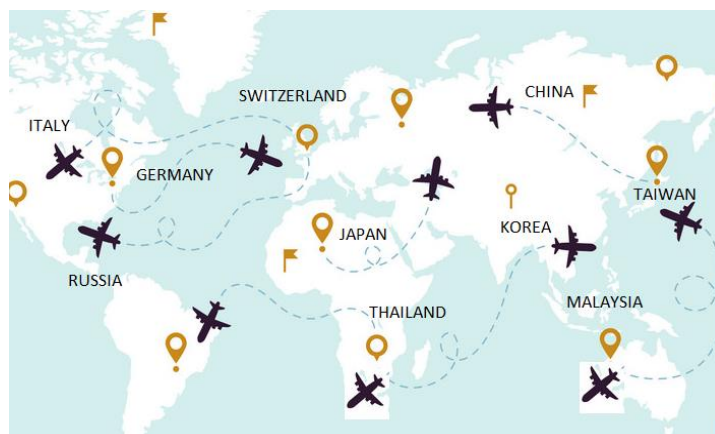 CHINA
SWITZERLAND
ITALY
GERMANY
TAIWAN
KOREA
JAPAN
RUSSIA
MALAYSIA
THAILAND